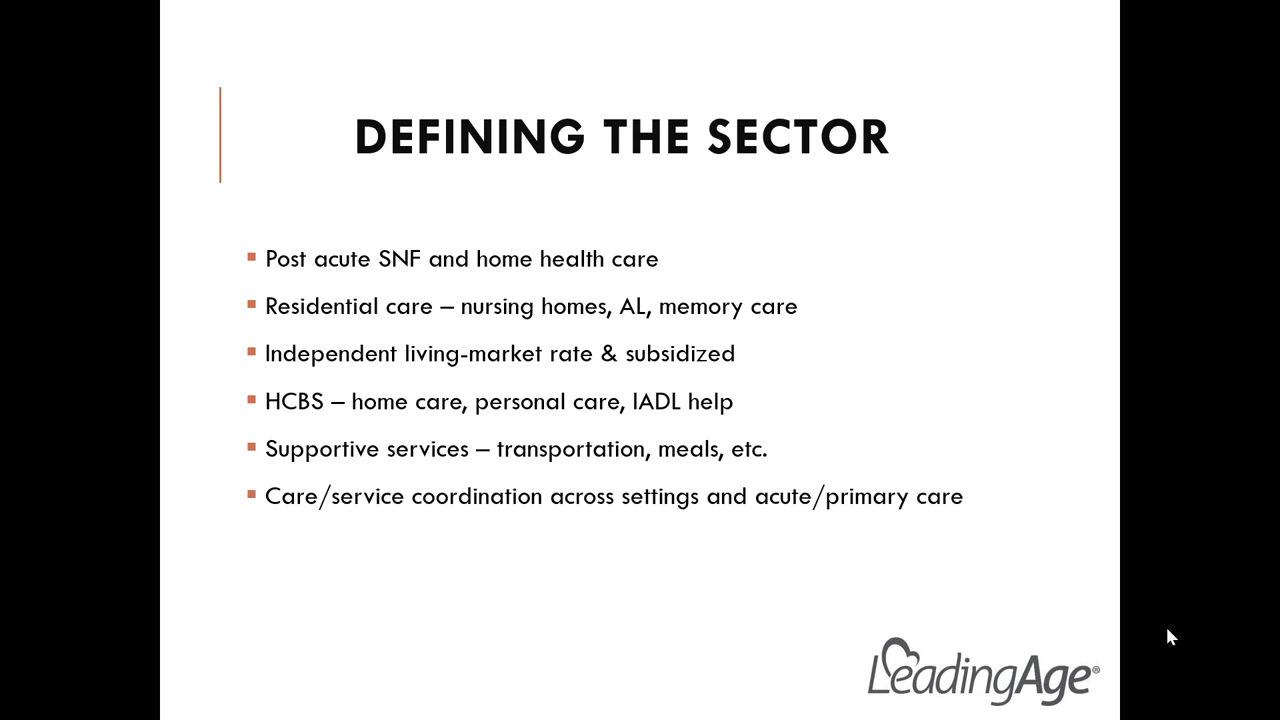 DEFINING THE SECTOR
Post acute SNF and home health care
Residential care – nursing homes, AL, memory care
Independent living-market rate & subsidized
HCBS – home care, personal care, IADL help
Supportive services – transportation, meals, etc.
Care/service coordination across settings and acute/primary care
LeadingAge®